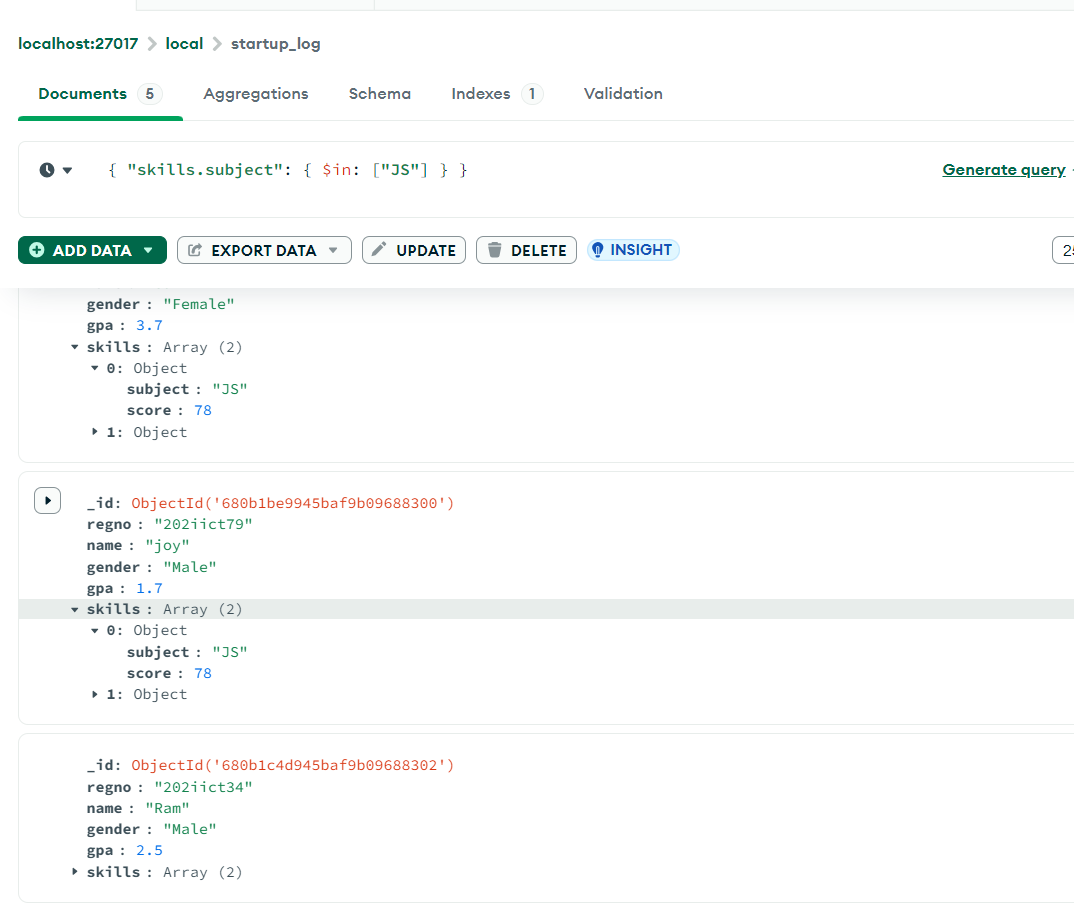 localhost:27017 > local > startup_log
Documents 5 Aggregations Schema Indexes 1 Validation
{ "skills.subject": { $in: ["JS"] } }
Generate query
ADD DATA EXPORT DATA UPDATE DELETE INSIGHT
gender : "Female"
gpa : 3.7
skills : Array (2)
0: Object
subject : "JS"
score : 78
1: Object
_id: ObjectId('680b1be9945baf9b09688300')
regno : "202iict79"
name : "joy"
gender : "Male"
gpa : 1.7
skills : Array (2)
0: Object
subject : "JS"
score : 78
1: Object
_id: ObjectId('680b1c4d945baf9b09688302')
regno : "202iict34"
name : "Ram"
gender : "Male"
gpa : 2.5
skills : Array (2)